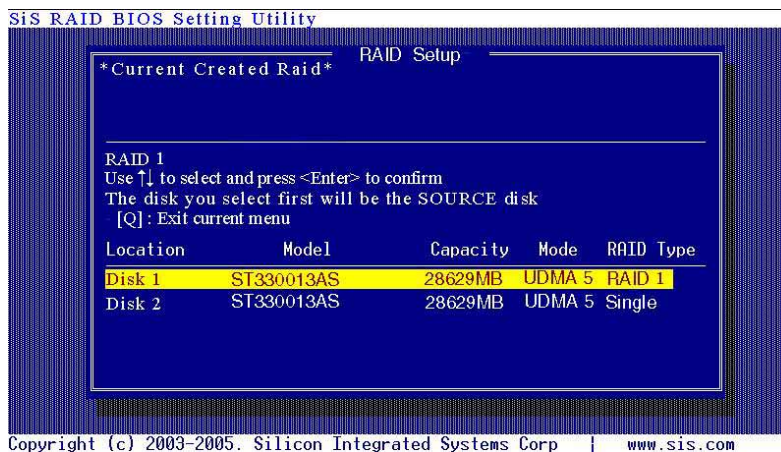 SiS RAID BIOS Setting Utility
RAID Setup
*Current Created Raid*
RAID 1
Use ↑↓ to select and press <Enter> to confirm
The disk you select first will be the SOURCE disk
- [Q] : Exit current menu
Location Model Capacity Mode RAID Type
Disk 1 ST330013AS 28629MB UDMA 5 RAID 1
Disk 2 ST330013AS 28629MB UDMA 5 Single
Copyright (c) 2003-2005. Silicon Integrated Systems Corp | www.sis.com